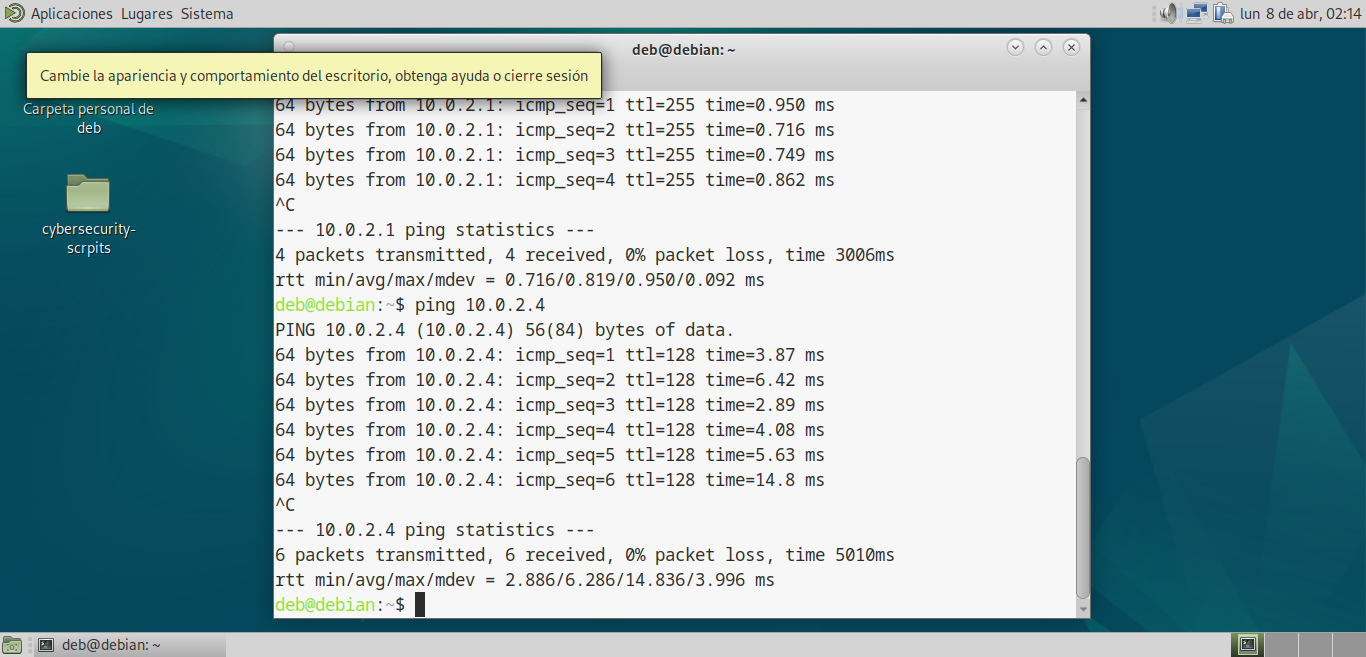 Aplicaciones Lugares Sistema
lun 8 de abr, 02:14
deb@debian: ~
Cambie la apariencia y comportamiento del escritorio, obtenga ayuda o cierre sesión
Carpeta personal de
deb
cybersecurity-
scrpits
64 bytes from 10.0.2.1: icmp_seq=1 ttl=255 time=0.950 ms
64 bytes from 10.0.2.1: icmp_seq=2 ttl=255 time=0.716 ms
64 bytes from 10.0.2.1: icmp_seq=3 ttl=255 time=0.749 ms
64 bytes from 10.0.2.1: icmp_seq=4 ttl=255 time=0.862 ms
^C
--- 10.0.2.1 ping statistics ---
4 packets transmitted, 4 received, 0% packet loss, time 3006ms
rtt min/avg/max/mdev = 0.716/0.819/0.950/0.092 ms
deb@debian:~$ ping 10.0.2.4
PING 10.0.2.4 (10.0.2.4) 56(84) bytes of data.
64 bytes from 10.0.2.4: icmp_seq=1 ttl=128 time=3.87 ms
64 bytes from 10.0.2.4: icmp_seq=2 ttl=128 time=6.42 ms
64 bytes from 10.0.2.4: icmp_seq=3 ttl=128 time=2.89 ms
64 bytes from 10.0.2.4: icmp_seq=4 ttl=128 time=4.08 ms
64 bytes from 10.0.2.4: icmp_seq=5 ttl=128 time=5.63 ms
64 bytes from 10.0.2.4: icmp_seq=6 ttl=128 time=14.8 ms
^C
--- 10.0.2.4 ping statistics ---
6 packets transmitted, 6 received, 0% packet loss, time 5010ms
rtt min/avg/max/mdev = 2.886/6.286/14.836/3.996 ms
deb@debian:~$
deb@debian: ~